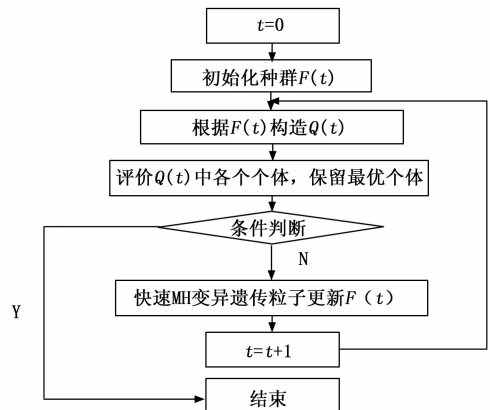 t=0
初始化种群F(t)
根据F(t)构造Q(t)
评价Q(t)中各个个体，保留最优个体
条件判断
N
Y
快速MH变异遗传粒子更新F（t）
t=t+1
结束